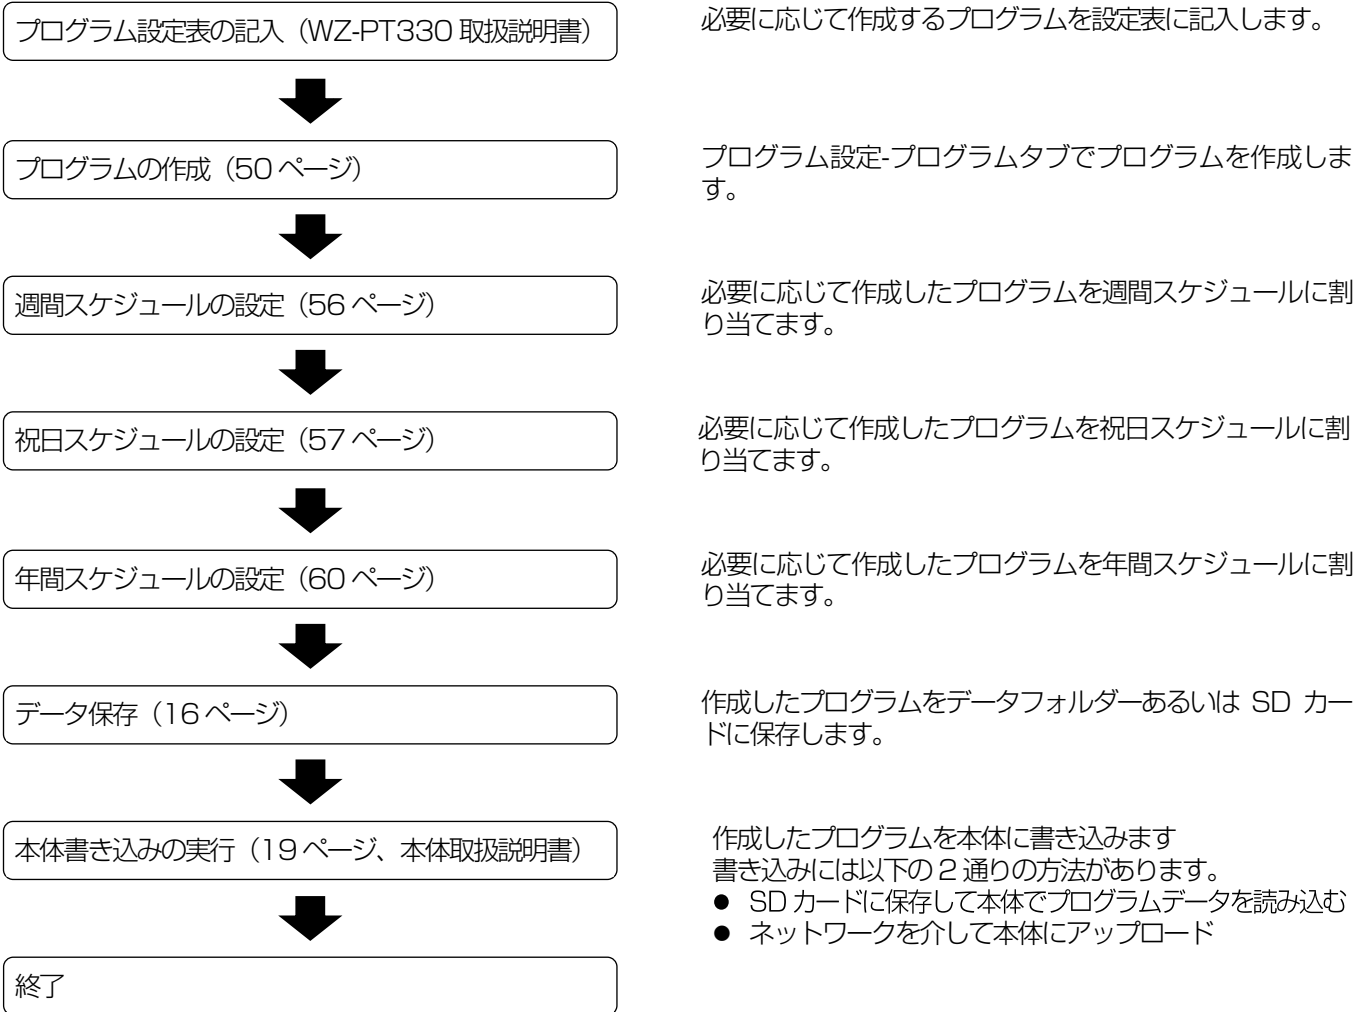 プログラム設定表の記入（WZ-PT330 取扱説明書）
必要に応じて作成するプログラムを設定表に記入します。
プログラムの作成（50 ページ）
プログラム設定-プログラムタブでプログラムを作成しま
す。
週間スケジュールの設定（56 ページ）
必要に応じて作成したプログラムを週間スケジュールに割
り当てます。
祝日スケジュールの設定（57 ページ）
必要に応じて作成したプログラムを祝日スケジュールに割
り当てます。
年間スケジュールの設定（60 ページ）
必要に応じて作成したプログラムを年間スケジュールに割
り当てます。
データ保存（16 ページ）
作成したプログラムをデータフォルダーあるいは SD カー
ドに保存します。
本体書き込みの実行（19 ページ、本体取扱説明書）
作成したプログラムを本体に書き込みます
書き込みには以下の 2 通りの方法があります。
● SD カードに保存して本体でプログラムデータを読み込む
● ネットワークを介して本体にアップロード
終了